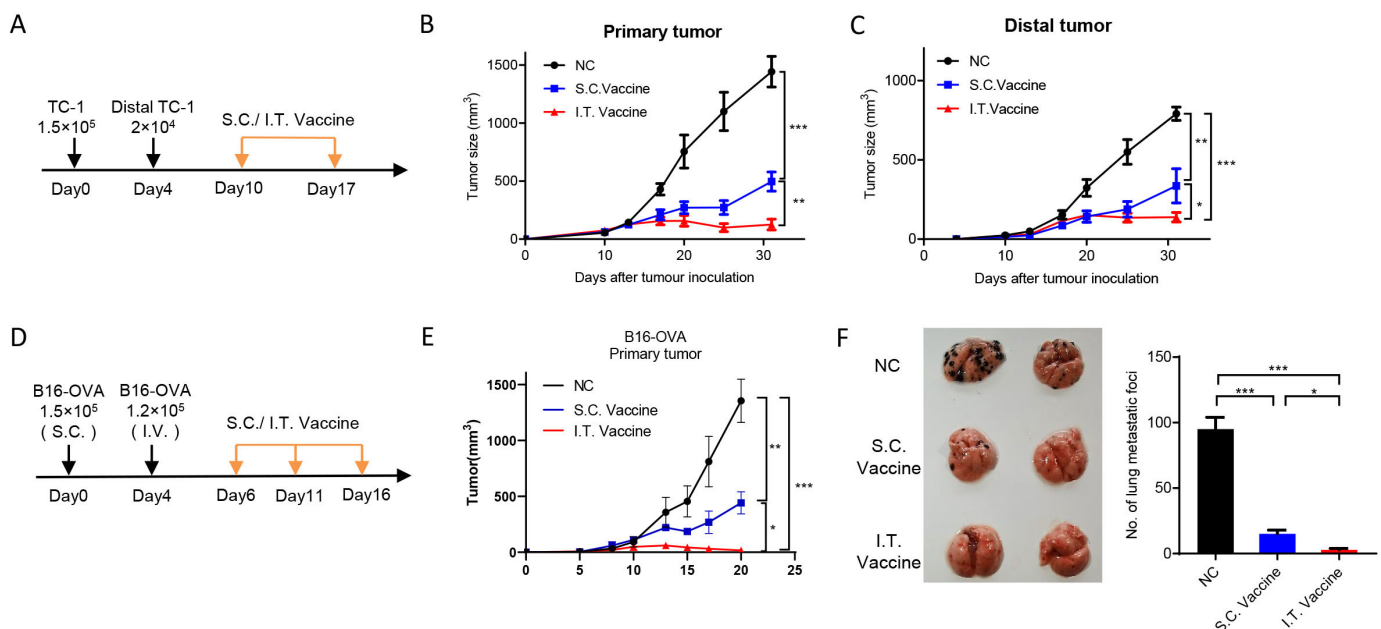 A
TC-1
1.5×10⁵
Distal TC-1
2×10⁴
S.C./ I.T. Vaccine
Day0
Day4
Day10
Day17
B
Primary tumor
NC
S.C.Vaccine
I.T. Vaccine
Tumor size (mm³)
1500
1000
500
0
0
10
20
30
Days after tumour inoculation
***
**
C
Distal tumor
NC
S.C.Vaccine
I.T.Vaccine
Tumor size (mm³)
1000
500
0
0
10
20
30
Days after tumour inoculation
**
***
*
D
B16-OVA
1.5×10⁵
( S.C. )
B16-OVA
1.2×10⁵
( I.V. )
S.C./ I.T. Vaccine
Day0
Day4
Day6
Day11
Day16
E
B16-OVA
Primary tumor
NC
S.C. Vaccine
I.T. Vaccine
Tumor(mm³)
1500
1000
500
0
0
5
10
15
20
25
**
***
*
F
NC
S.C.
Vaccine
I.T.
Vaccine
No. of lung metastatic foci
150
100
50
0
***
***
*
NC
S.C. Vaccine
I.T. Vaccine